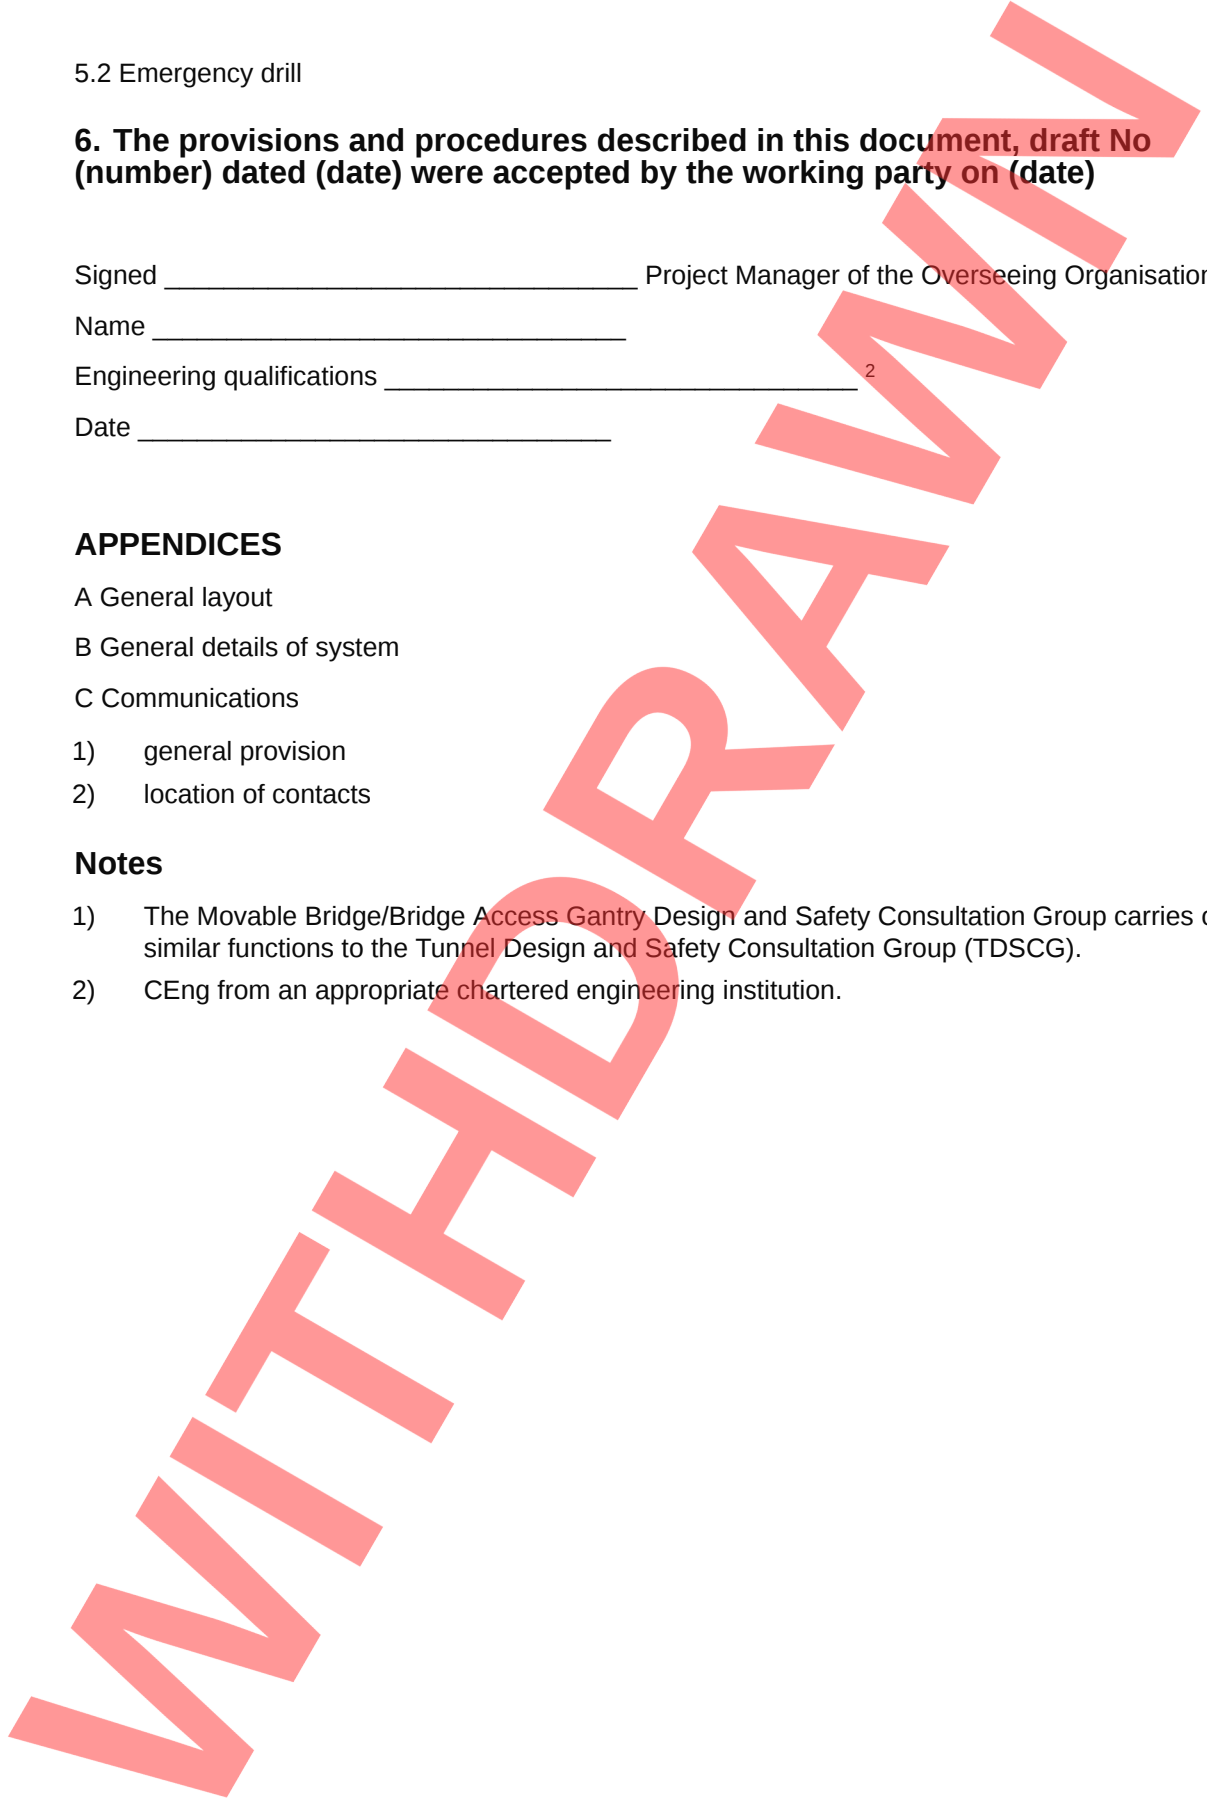 5.2 Emergency drill
6. The provisions and procedures described in this document, draft No
(number) dated (date) were accepted by the working party on (date)
Signed ________________________________ Project Manager of the Overseeing Organisation
Name ________________________________
Engineering qualifications ________________________________ 2
Date ________________________________
APPENDICES
A General layout
B General details of system
C Communications
1) general provision
2) location of contacts
Notes
1) The Movable Bridge/Bridge Access Gantry Design and Safety Consultation Group carries
similar functions to the Tunnel Design and Safety Consultation Group (TDSCG).
2) CEng from an appropriate chartered engineering institution.
WITHDRAWN